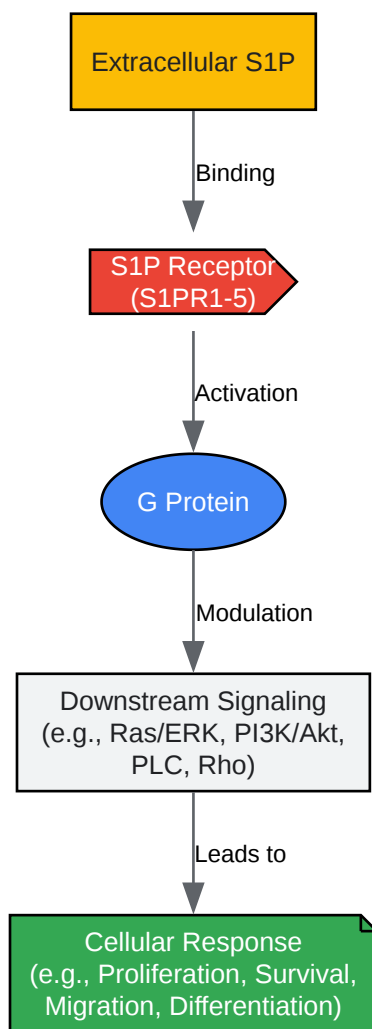 Extracellular S1P
Binding
S1P Receptor
(S1PR1-5)
Activation
G Protein
Modulation
Downstream Signaling
(e.g., Ras/ERK, PI3K/Akt,
PLC, Rho)
Leads to
Cellular Response
(e.g., Proliferation, Survival,
Migration, Differentiation)